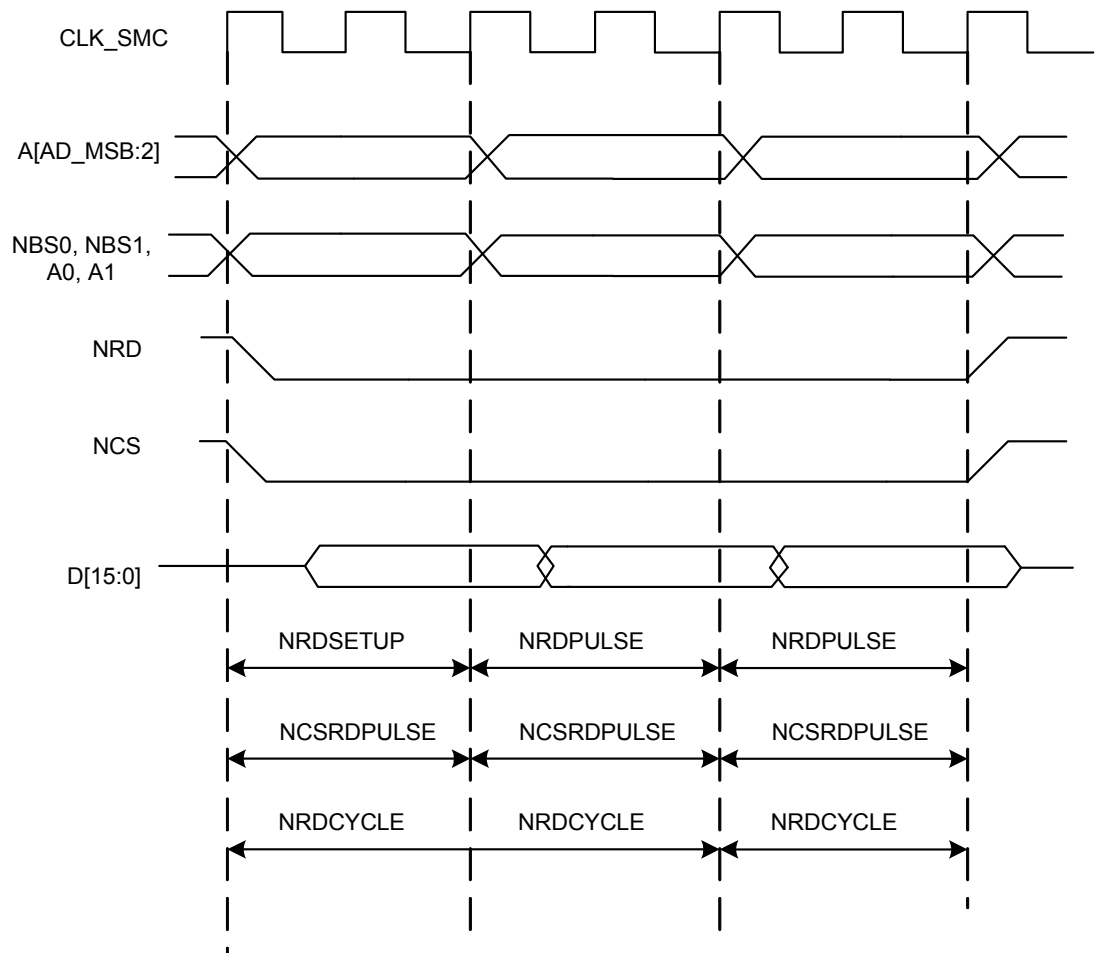 CLK_SMC
A[AD_MSB:2]
NBS0, NBS1,
A0, A1
NRD
NCS
D[15:0]
NRDSETUP NRDPULSE NRDPULSE
NCSRDPULSE NCSRDPULSE NCSRDPULSE
NRDCYCLE NRDCYCLE NRDCYCLE